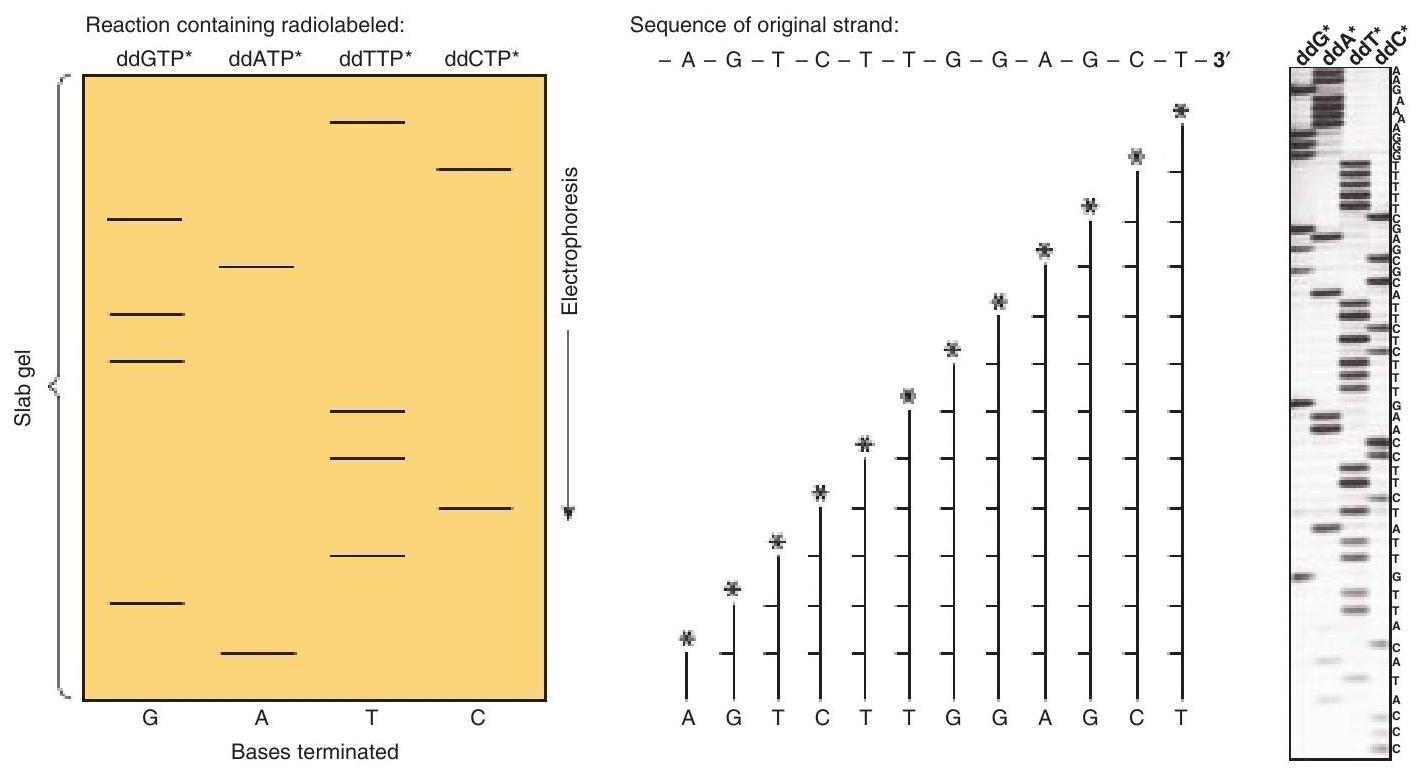 Reaction containing radiolabeled:
ddGTP* ddATP* ddTTP* ddCTP*
Slab gel
Electrophoresis
G A T C
Bases terminated
Sequence of original strand:
– A – G – T – C – T – T – G – G – A – G – C – T – 3′
* * * * * * * * * * * *
A G T C T T G G A G C T
ddG* ddA* ddT* ddC*
A
A
G
A
A
A
A
G
G
G
T
T
T
T
T
C
G
A
G
C
G
C
A
T
T
C
T
C
T
T
T
G
A
A
C
C
T
T
C
T
A
T
T
G
T
T
A
C
A
T
A
C
C
C